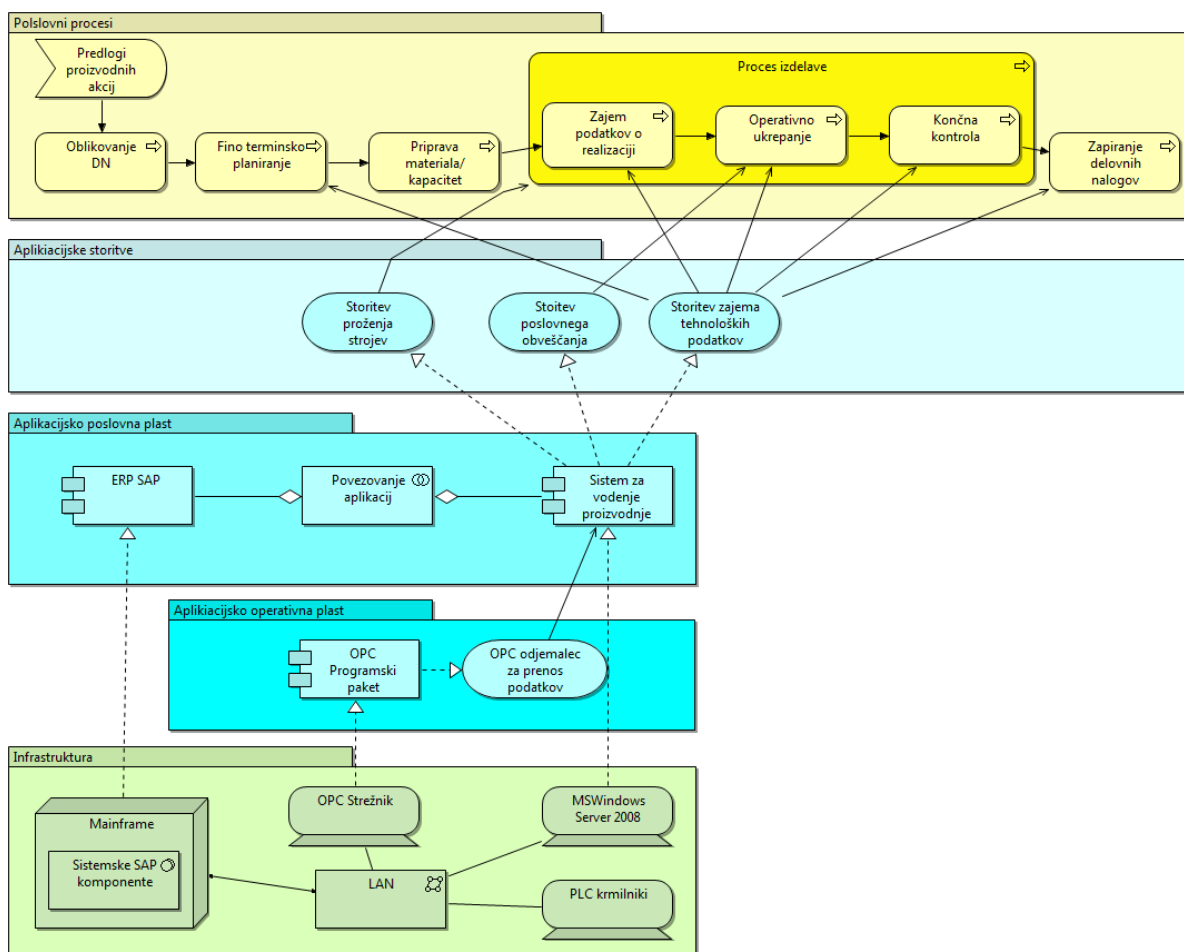 Polslovni procesi
Predlogi
proizvodnih
akcij
Proces izdelave
Oblikovanje
DN
Fino terminsko
planiranje
Priprava
materiala/
kapacitet
Zajem
podatkov o
realizaciji
Operativno
ukrepanje
Končna
kontrola
Zapiranje
delovnih
nalogov
Aplikiacijske storitve
Storitev
proženja
strojev
Stoitev
poslovnega
obveščanja
Storitev zajema
tehnoloških
podatkov
Aplikacijsko poslovna plast
ERP SAP
Povezovanje
aplikacij
Sistem za
vodenje
proizvodnje
Aplikiacijsko operativna plast
OPC
Programski
paket
OPC odjemalec
za prenos
podatkov
Infrastruktura
Mainframe
Sistemske SAP
komponente
OPC Strežnik
LAN
MSWindows
Server 2008
PLC krmilniki